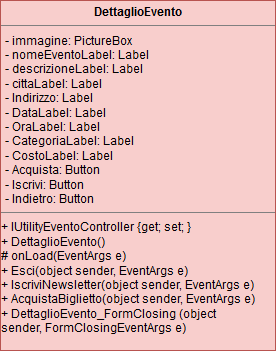 DettaglioEvento
- immagine: PictureBox
- nomeEventoLabel: Label
- descrizioneLabel: Label
- cittaLabel: Label
- Indirizzo: Label
- DataLabel: Label
- OraLabel: Label
- CategoriaLabel: Label
- CostoLabel: Label
- Acquista: Button
- Iscrivi: Button
- Indietro: Button
+ IUtilityEventoController {get; set; }
+ DettaglioEvento()
# onLoad(EventArgs e)
+ Esci(object sender, EventArgs e)
+ IscriviNewsletter(object sender, EventArgs e)
+ AcquistaBiglietto(object sender, EventArgs e)
+ DettaglioEvento_FormClosing (object
sender, FormClosingEventArgs e)